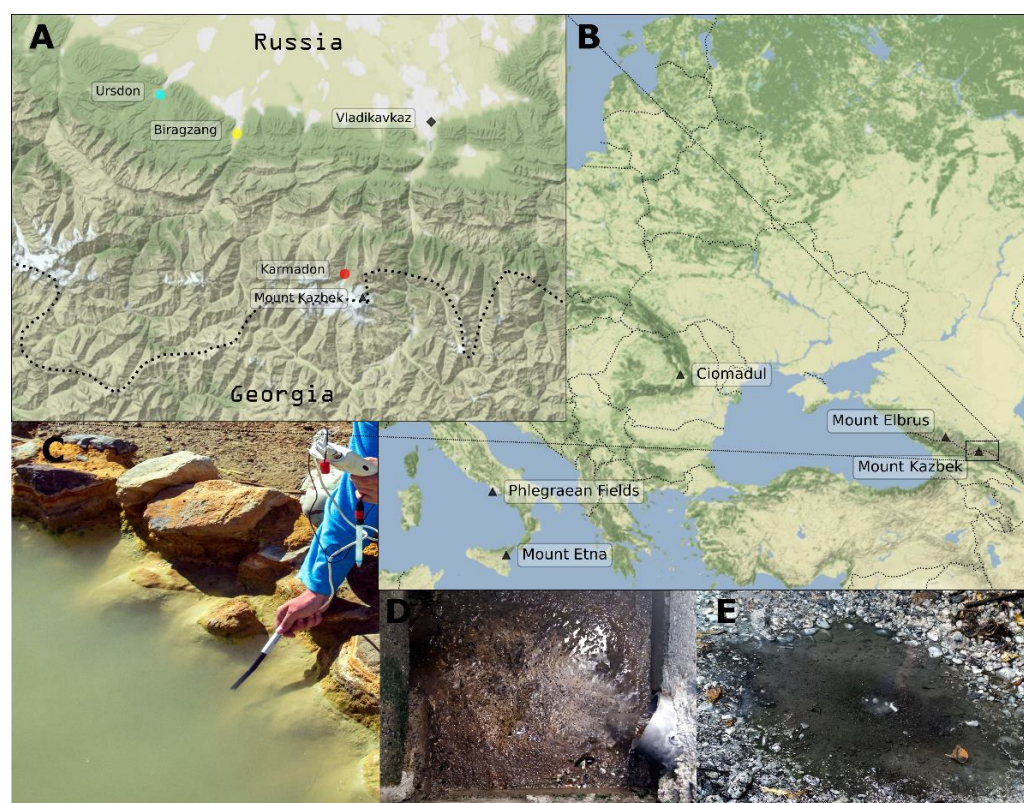 A
Russia
Ursdon
Biragzang
Vladikavkaz
Karmadon
Mount Kazbek
Georgia
B
Ciomadul
Mount Elbrus
Mount Kazbek
Phlegraean Fields
Mount Etna
C
D
E